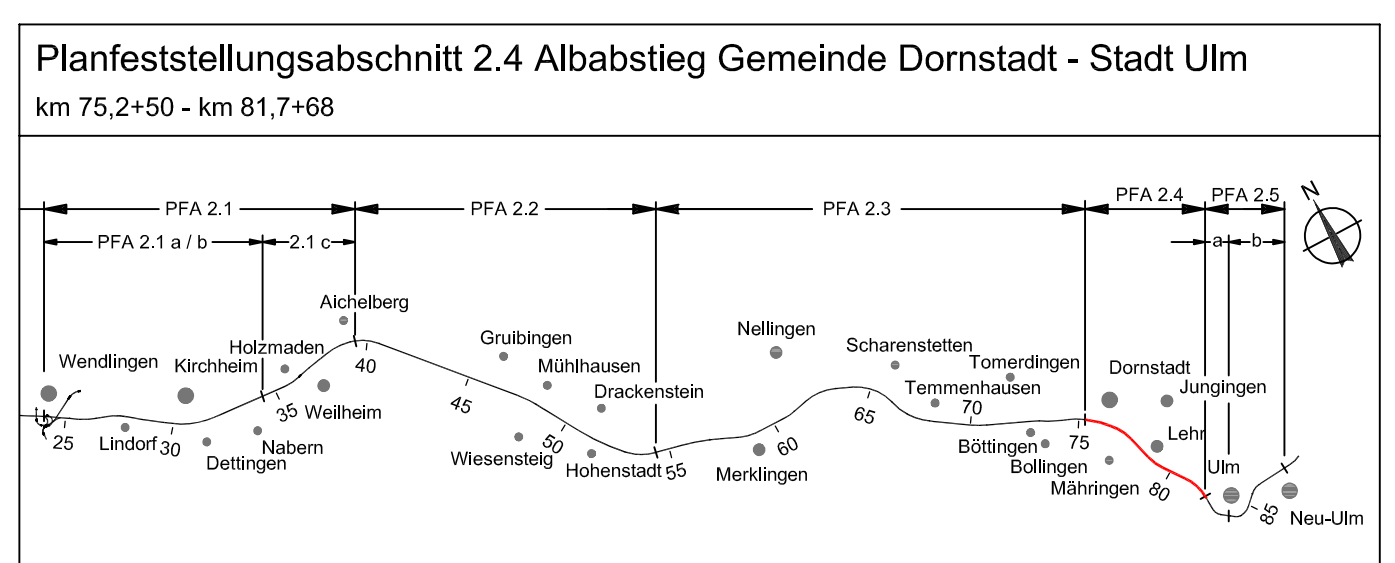 Planfeststellungsabschnitt 2.4 Albabstieg Gemeinde Dornstadt - Stadt Ulm
km 75,2+50 - km 81,7+68
N
PFA 2.1
PFA 2.2
PFA 2.3
PFA 2.4
PFA 2.5
PFA 2.1 a / b
2.1 c
a
b
Aichelberg
Wendlingen
Kirchheim
Holzmaden
Weilheim
Lindorf
Dettingen
Nabern
25
30
35
40
Gruibingen
Mühlhausen
Drackenstein
Wiesensteig
Hohenstadt
45
50
55
Nellingen
Merklingen
60
Scharenstetten
Temmenhausen
Tomerdingen
65
70
Böttingen
Bollingen
Mähringen
75
Dornstadt
Jungingen
Lehr
80
Ulm
85
Neu-Ulm